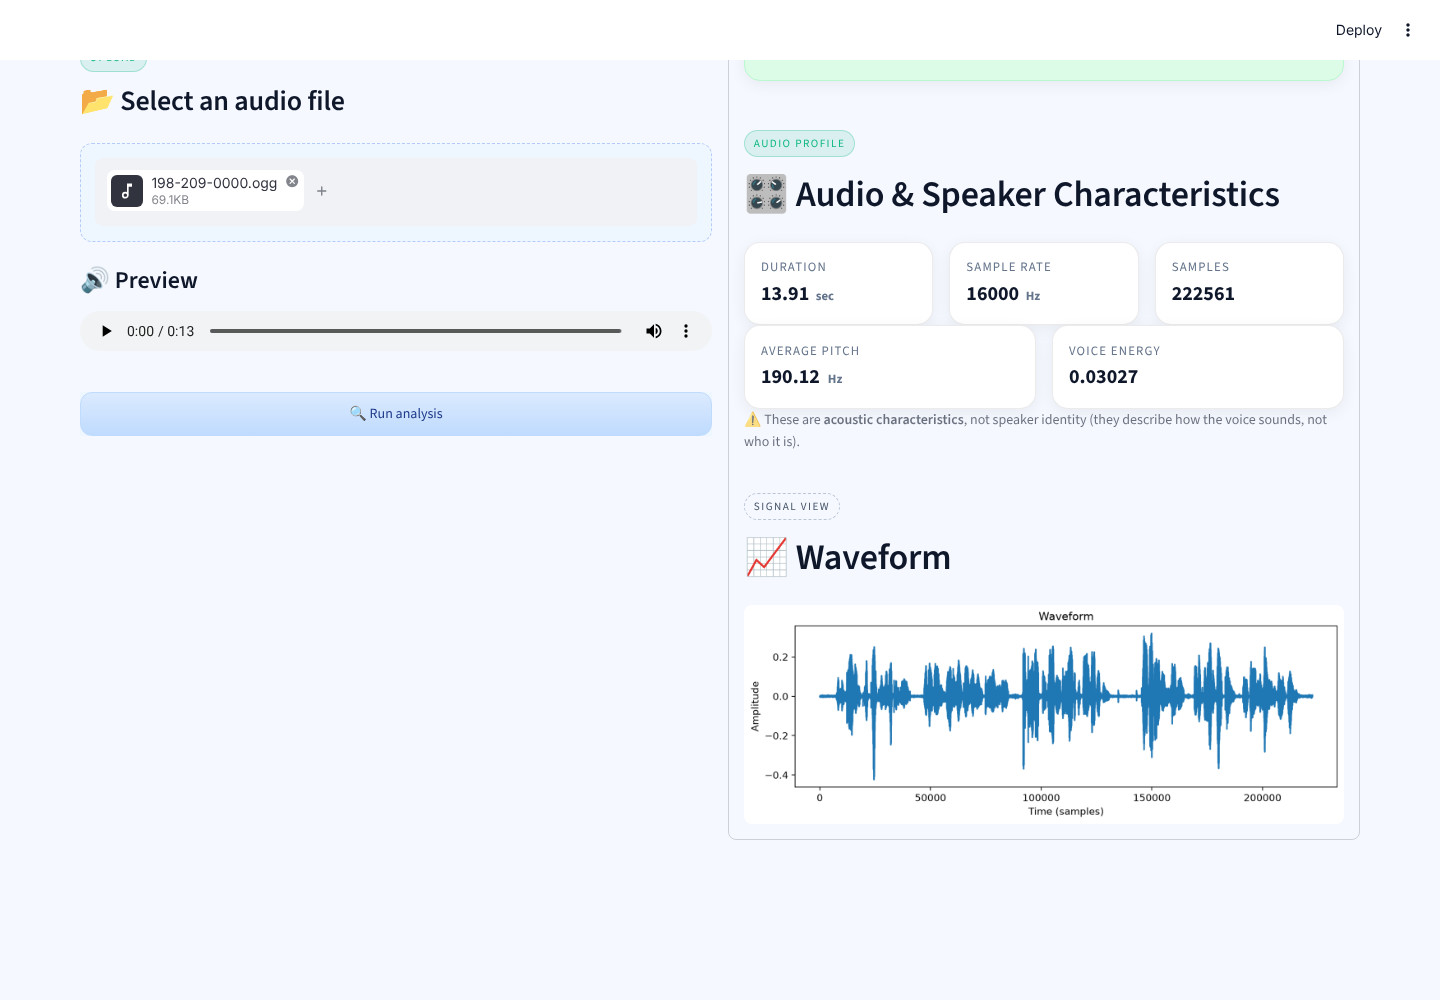 Deploy
Select an audio file
198-209-0000.ogg
69.1KB
Preview
0:00 / 0:13
Run analysis
AUDIO PROFILE
Audio & Speaker Characteristics
DURATION
13.91 sec
SAMPLE RATE
16000 Hz
SAMPLES
222561
AVERAGE PITCH
190.12 Hz
VOICE ENERGY
0.03027
⚠️ These are acoustic characteristics, not speaker identity (they describe how the voice sounds, not
who it is).
SIGNAL VIEW
Waveform
Waveform
Amplitude
0.2
0.0
−0.2
−0.4
0 50000 100000 150000 200000
Time (samples)